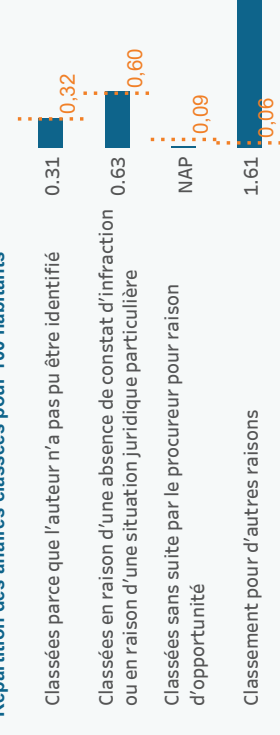 Répartition des affaires classées pour 100 habitants
Classées parce que l'auteur n'a pas pu être identifié
0.31
0,32
Classées en raison d'une absence de constat d'infraction
ou en raison d'une situation juridique particulière
0.63
0,60
Classées sans suite par le procureur pour raison
d'opportunité
NAP
0,09
Classement pour d'autres raisons
1.61
0,06